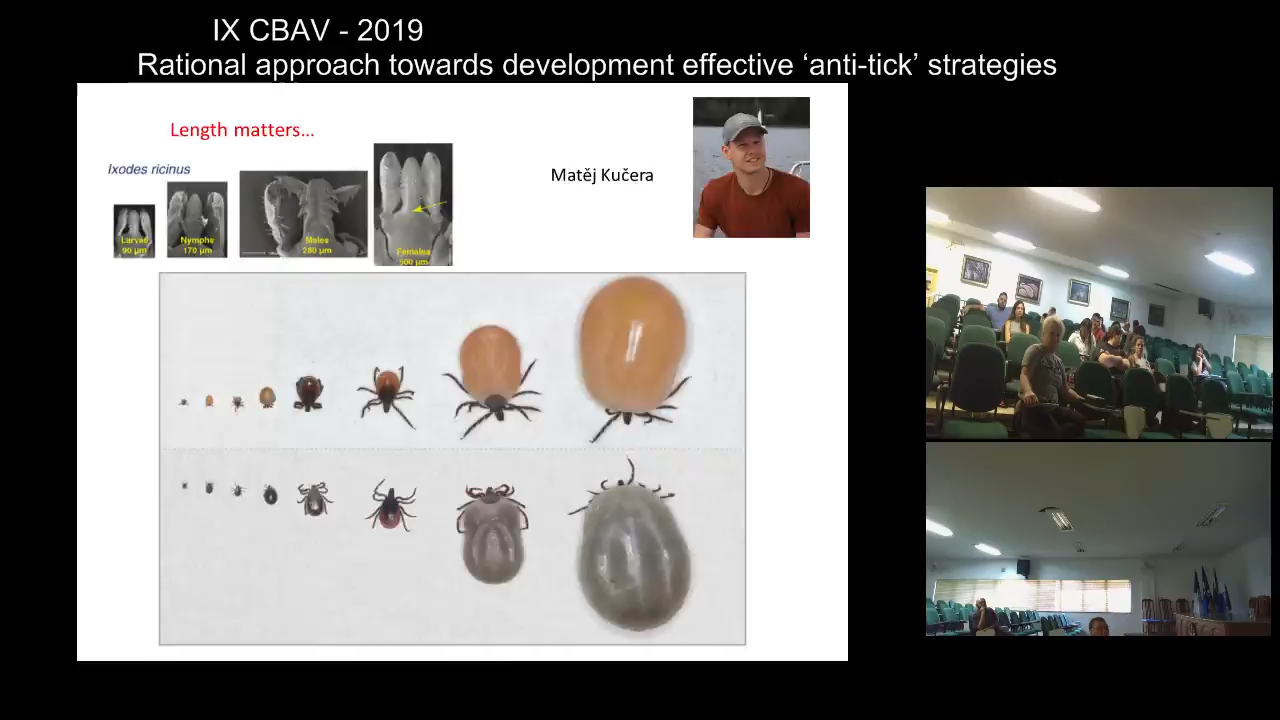 IX CBAV - 2019
Rational approach towards development effective ‘anti-tick’ strategies
Length matters...
Ixodes ricinus
Matěj Kučera
Larvae
90 µm
Nymphs
170 µm
Males
280 µm
Females
500 µm